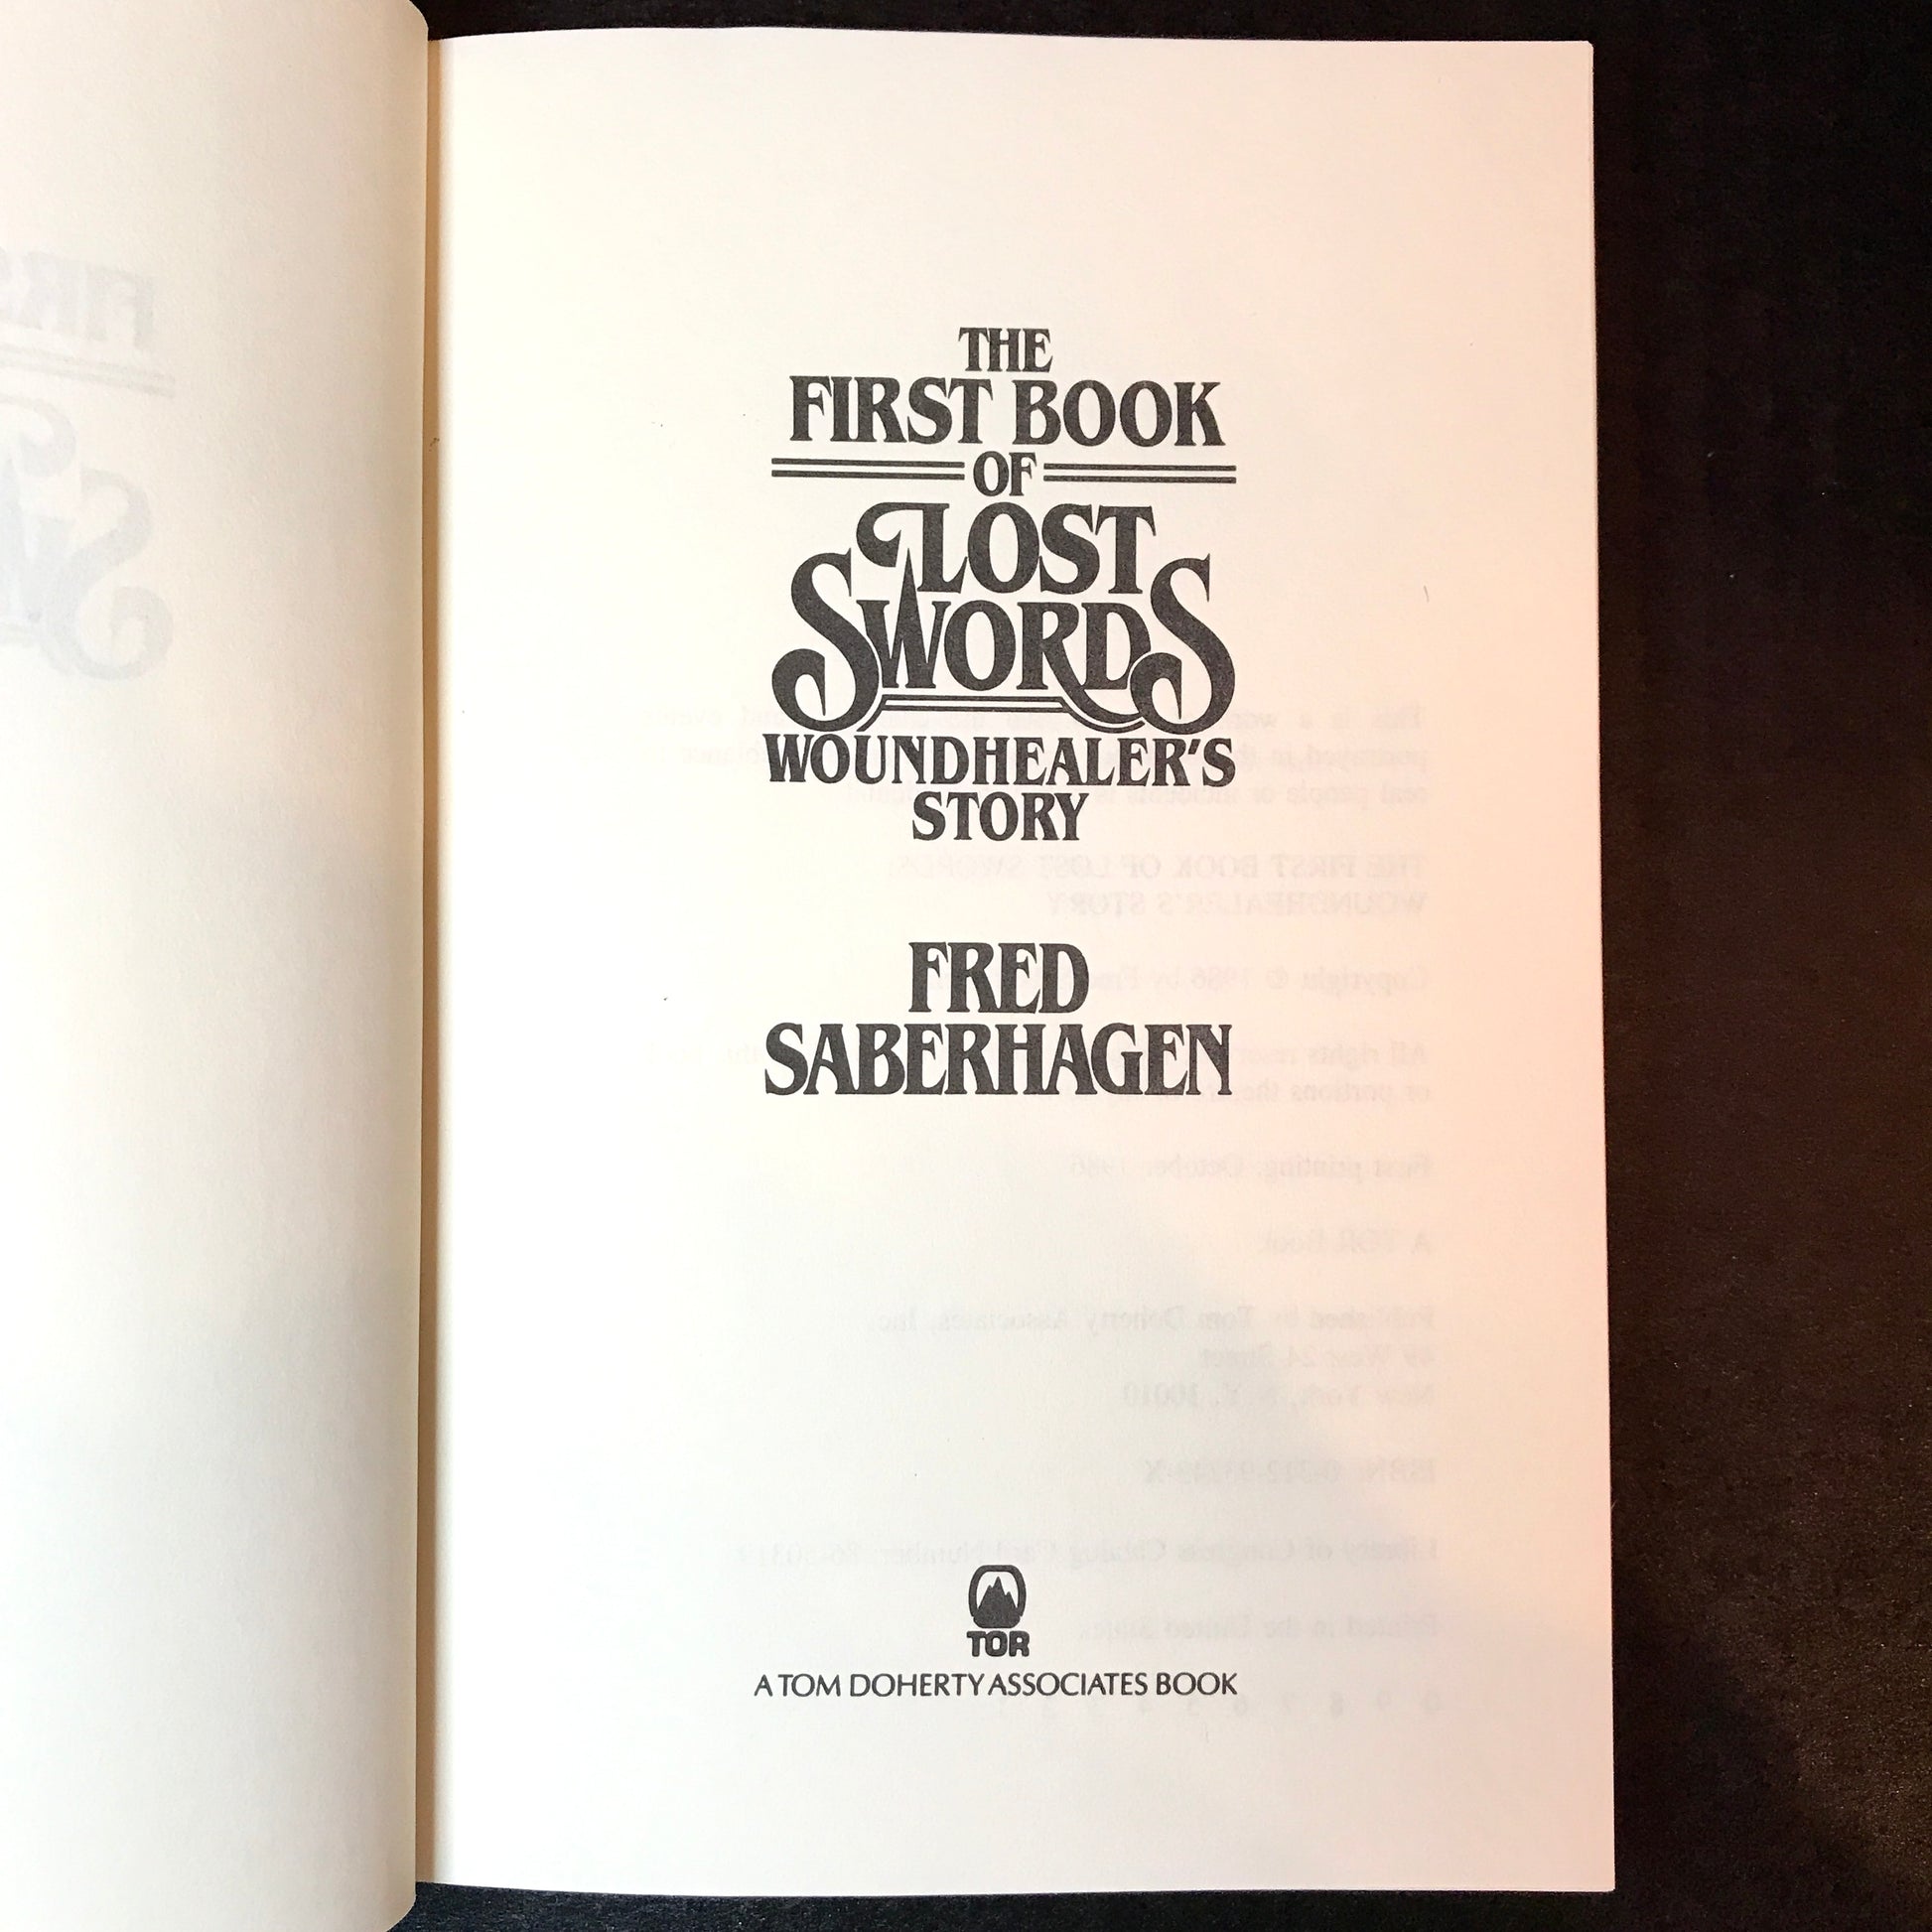 THE
FIRST BOOK
OF
LOST
SWORDS
WOUNDHEALER'S
STORY
FRED
SABERHAGEN
TOR
A TOM DOHERTY ASSOCIATES BOOK